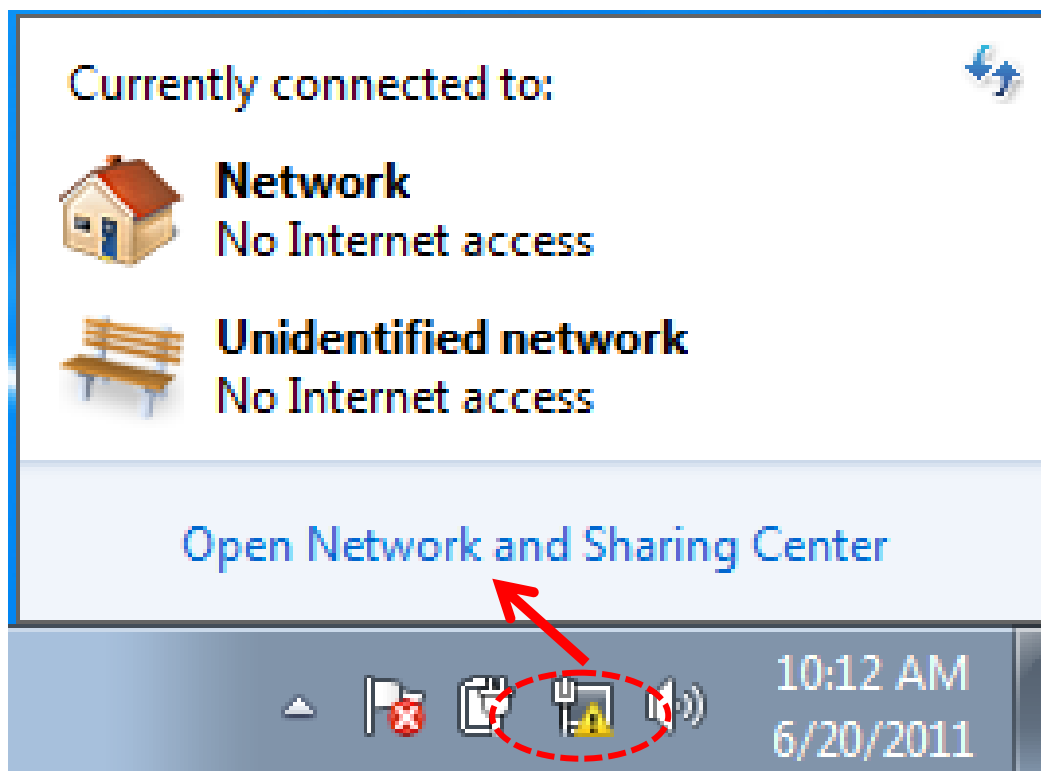 Currently connected to:
Network
No Internet access
Unidentified network
No Internet access
Open Network and Sharing Center
10:12 AM
6/20/2011